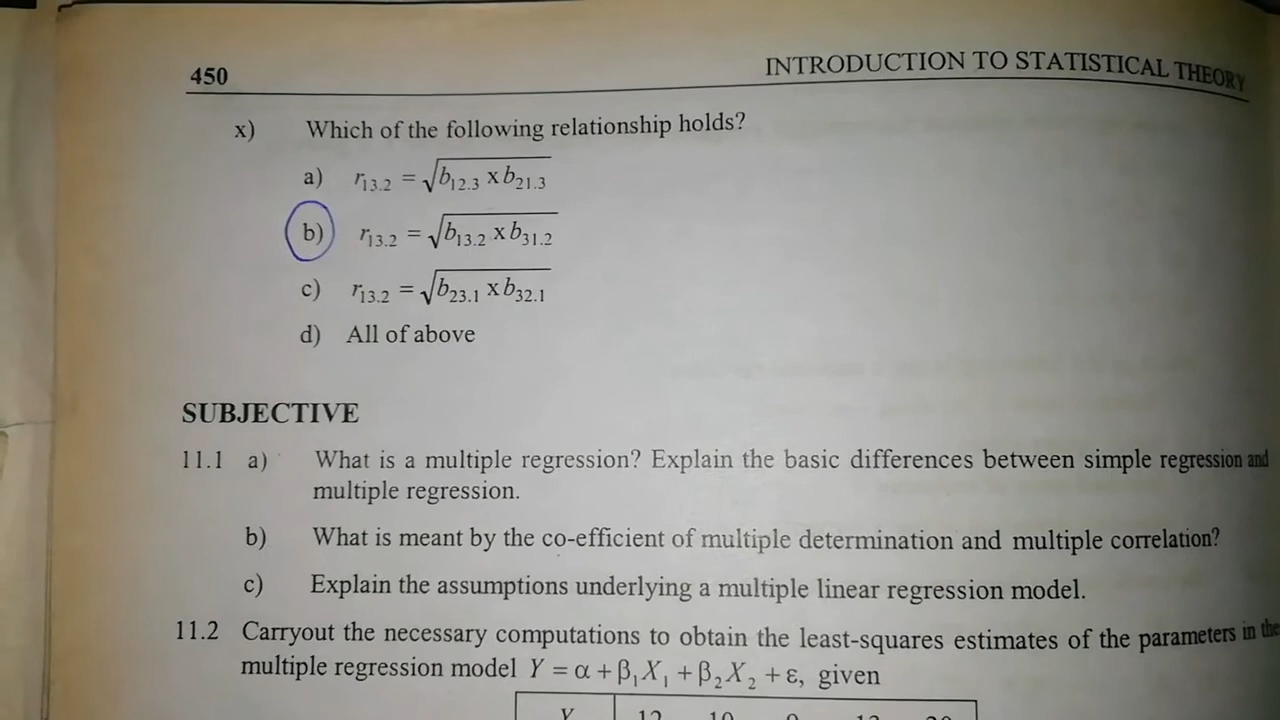 450
INTRODUCTION TO STATISTICAL THEORY
x) Which of the following relationship holds?
a) r₁₃.₂ = √b₁₂.₃ x b₂₁.₃
b) r₁₃.₂ = √b₁₃.₂ x b₃₁.₂
c) r₁₃.₂ = √b₂₃.₁ x b₃₂.₁
d) All of above
SUBJECTIVE
11.1 a) What is a multiple regression? Explain the basic differences between simple regression and
multiple regression.
b) What is meant by the co-efficient of multiple determination and multiple correlation?
c) Explain the assumptions underlying a multiple linear regression model.
11.2 Carryout the necessary computations to obtain the least-squares estimates of the parameters in the
multiple regression model Y = α + β₁X₁ + β₂X₂ + ε, given
Y 12 10